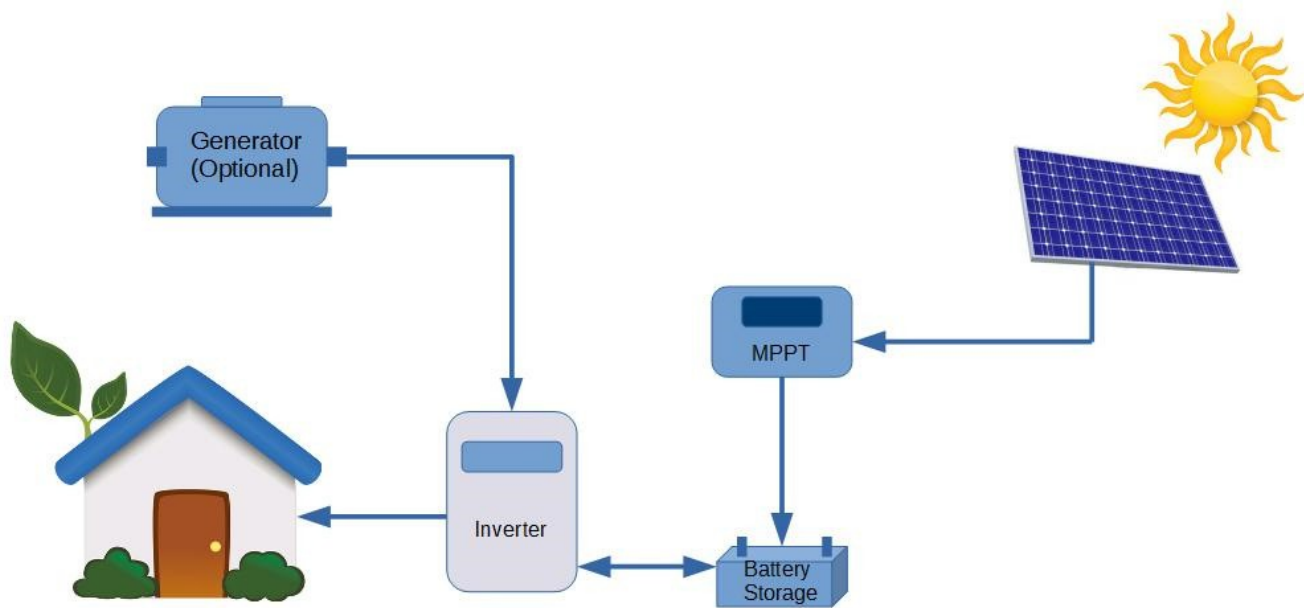 Generator
(Optional)
MPPT
Inverter
Battery
Storage